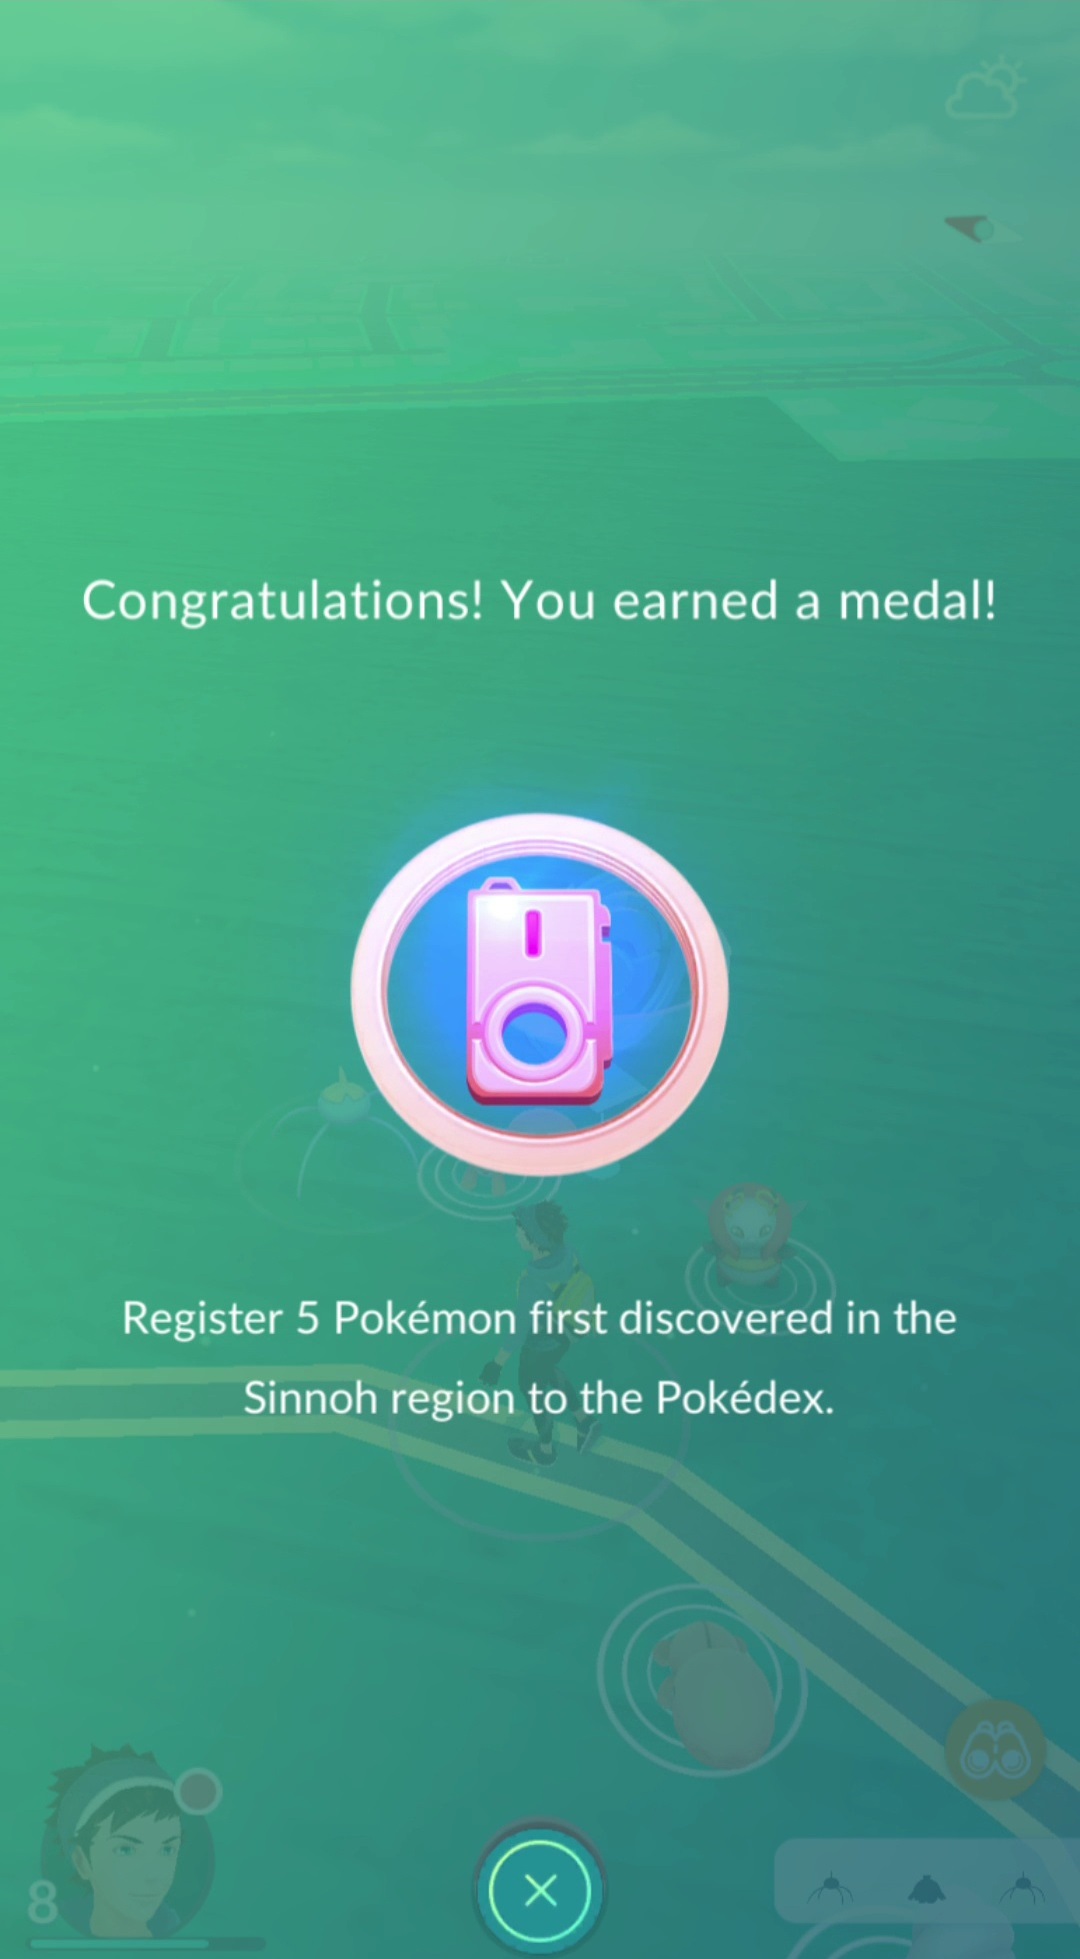 Congratulations! You earned a medal!
Register 5 Pokémon first discovered in the
Sinnoh region to the Pokédex.
8